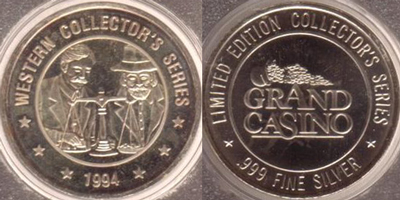 WESTERN COLLECTOR'S SERIES
1994
LIMITED EDITION COLLECTOR'S SERIES
GRAND
CASINO
.999 FINE SILVER